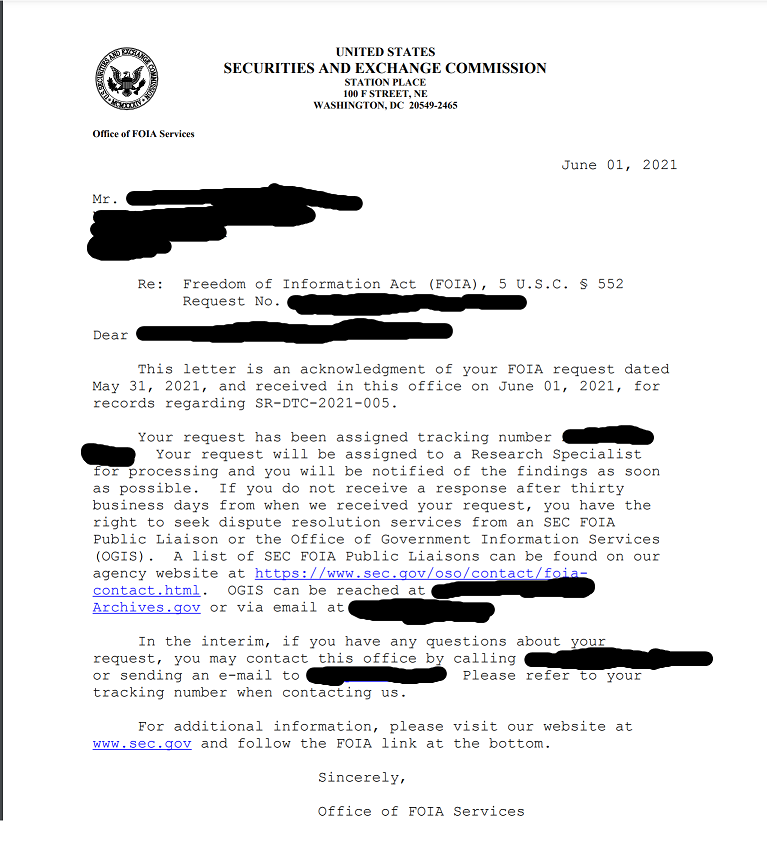 UNITED STATES
SECURITIES AND EXCHANGE COMMISSION
STATION PLACE
100 F STREET, NE
WASHINGTON, DC 20549-2465
U.S. SECURITIES AND EXCHANGE COMMISSION
MCMXXXIV
Office of FOIA Services
June 01, 2021
Mr.
Re: Freedom of Information Act (FOIA), 5 U.S.C. § 552
Request No.
Dear
This letter is an acknowledgment of your FOIA request dated
May 31, 2021, and received in this office on June 01, 2021, for
records regarding SR-DTC-2021-005.
Your request has been assigned tracking number
Your request will be assigned to a Research Specialist
for processing and you will be notified of the findings as soon
as possible. If you do not receive a response after thirty
business days from when we received your request, you have the
right to seek dispute resolution services from an SEC FOIA
Public Liaison or the Office of Government Information Services
(OGIS). A list of SEC FOIA Public Liaisons can be found on our
agency website at https://www.sec.gov/oso/contact/foia-
contact.html. OGIS can be reached at
Archives.gov or via email at
In the interim, if you have any questions about your
request, you may contact this office by calling
or sending an e-mail to Please refer to your
tracking number when contacting us.
For additional information, please visit our website at
www.sec.gov and follow the FOIA link at the bottom.
Sincerely,
Office of FOIA Services